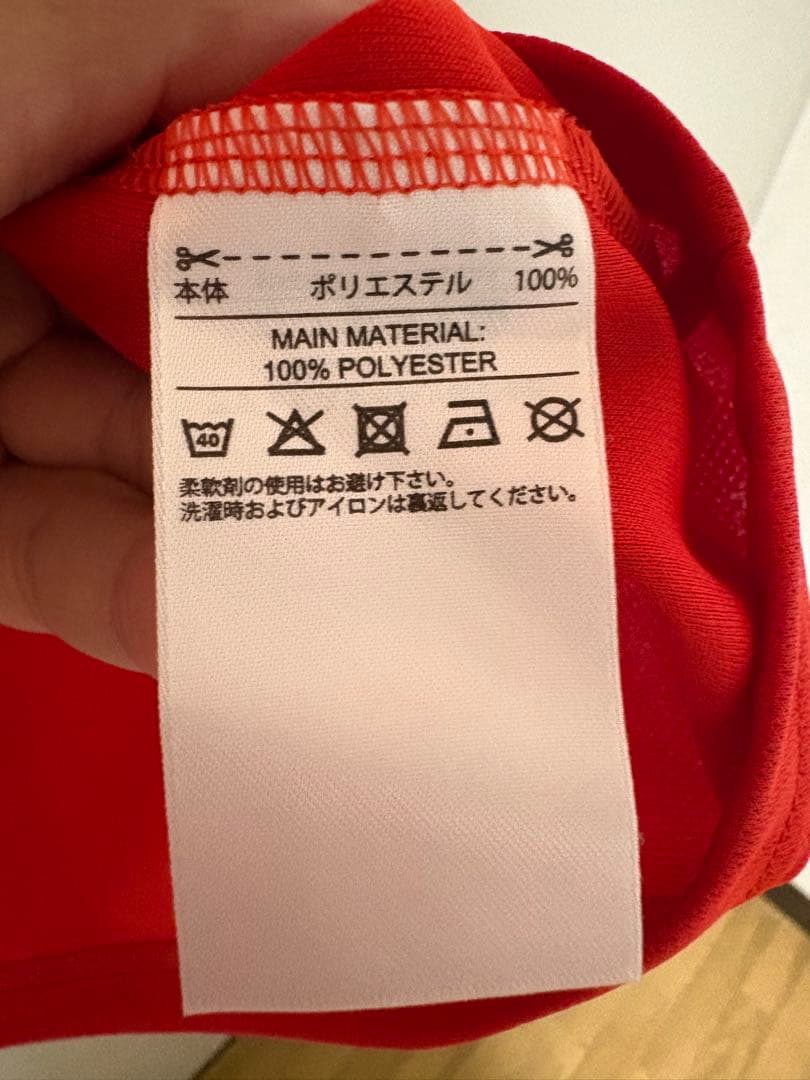 本体 ポリエステル 100%
MAIN MATERIAL:
100% POLYESTER
40
柔軟剤の使用はお避け下さい。
洗濯時およびアイロンは裏返してください。